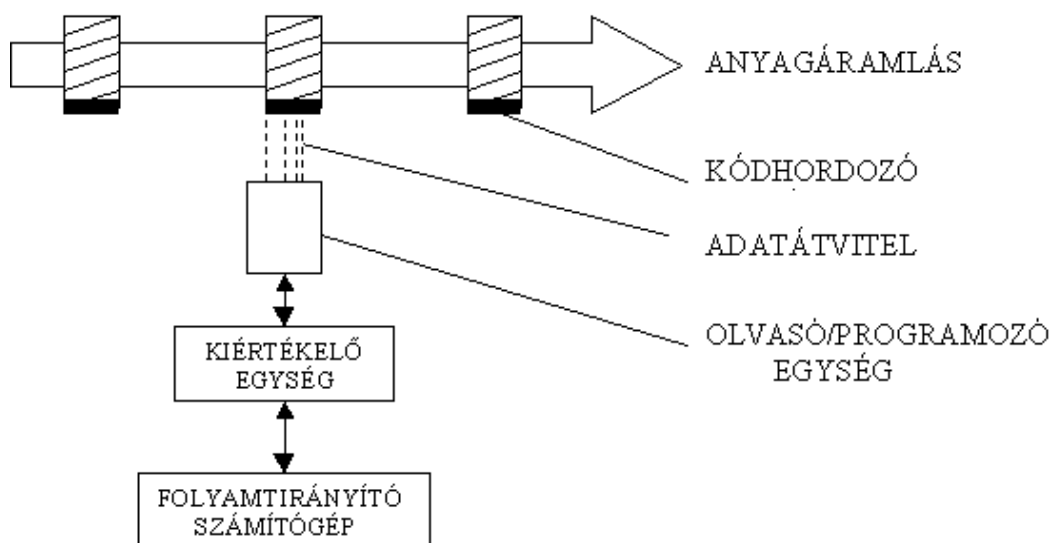 ANYAGÁRAMLÁS
KÓDHORDOZÓ
ADATÁTVITEL
OLVASÓ/PROGRAMOZÓ
EGYSÉG
KIÉRTÉKELŐ
EGYSÉG
FOLYAMTIRÁNYÍTÓ
SZÁMÍTÓGÉP